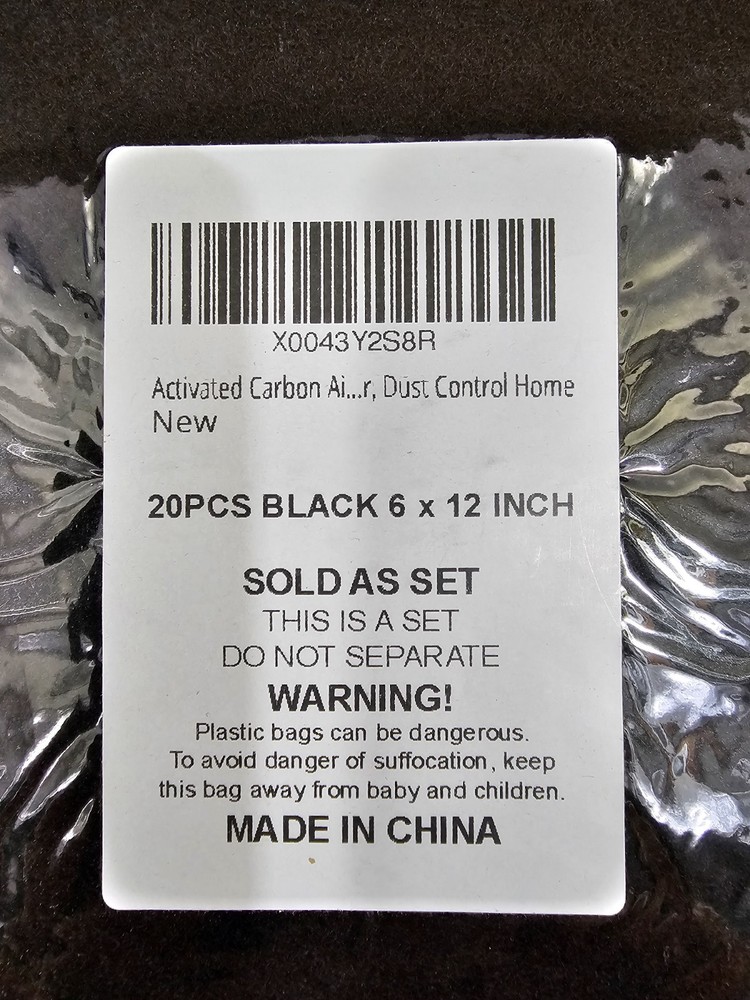 X0043Y2S8R
Activated Carbon Ai...r, Dust Control Home
New
20PCS BLACK 6 x 12 INCH
SOLD AS SET
THIS IS A SET
DO NOT SEPARATE
WARNING!
Plastic bags can be dangerous.
To avoid danger of suffocation, keep
this bag away from baby and children.
MADE IN CHINA